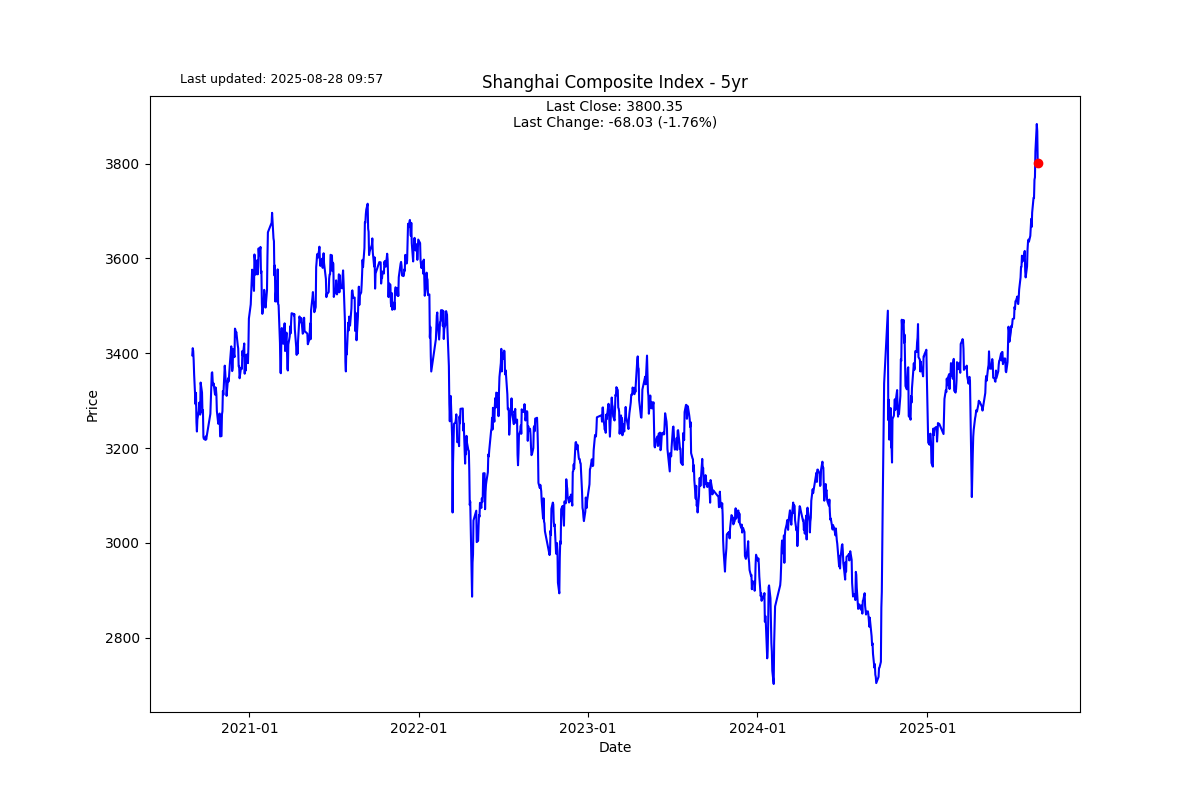 Last updated: 2025-08-28 09:57
Shanghai Composite Index - 5yr
Last Close: 3800.35
Last Change: -68.03 (-1.76%)
3800
3600
3400
3200
3000
2800
Price
2021-01
2022-01
2023-01
2024-01
2025-01
Date